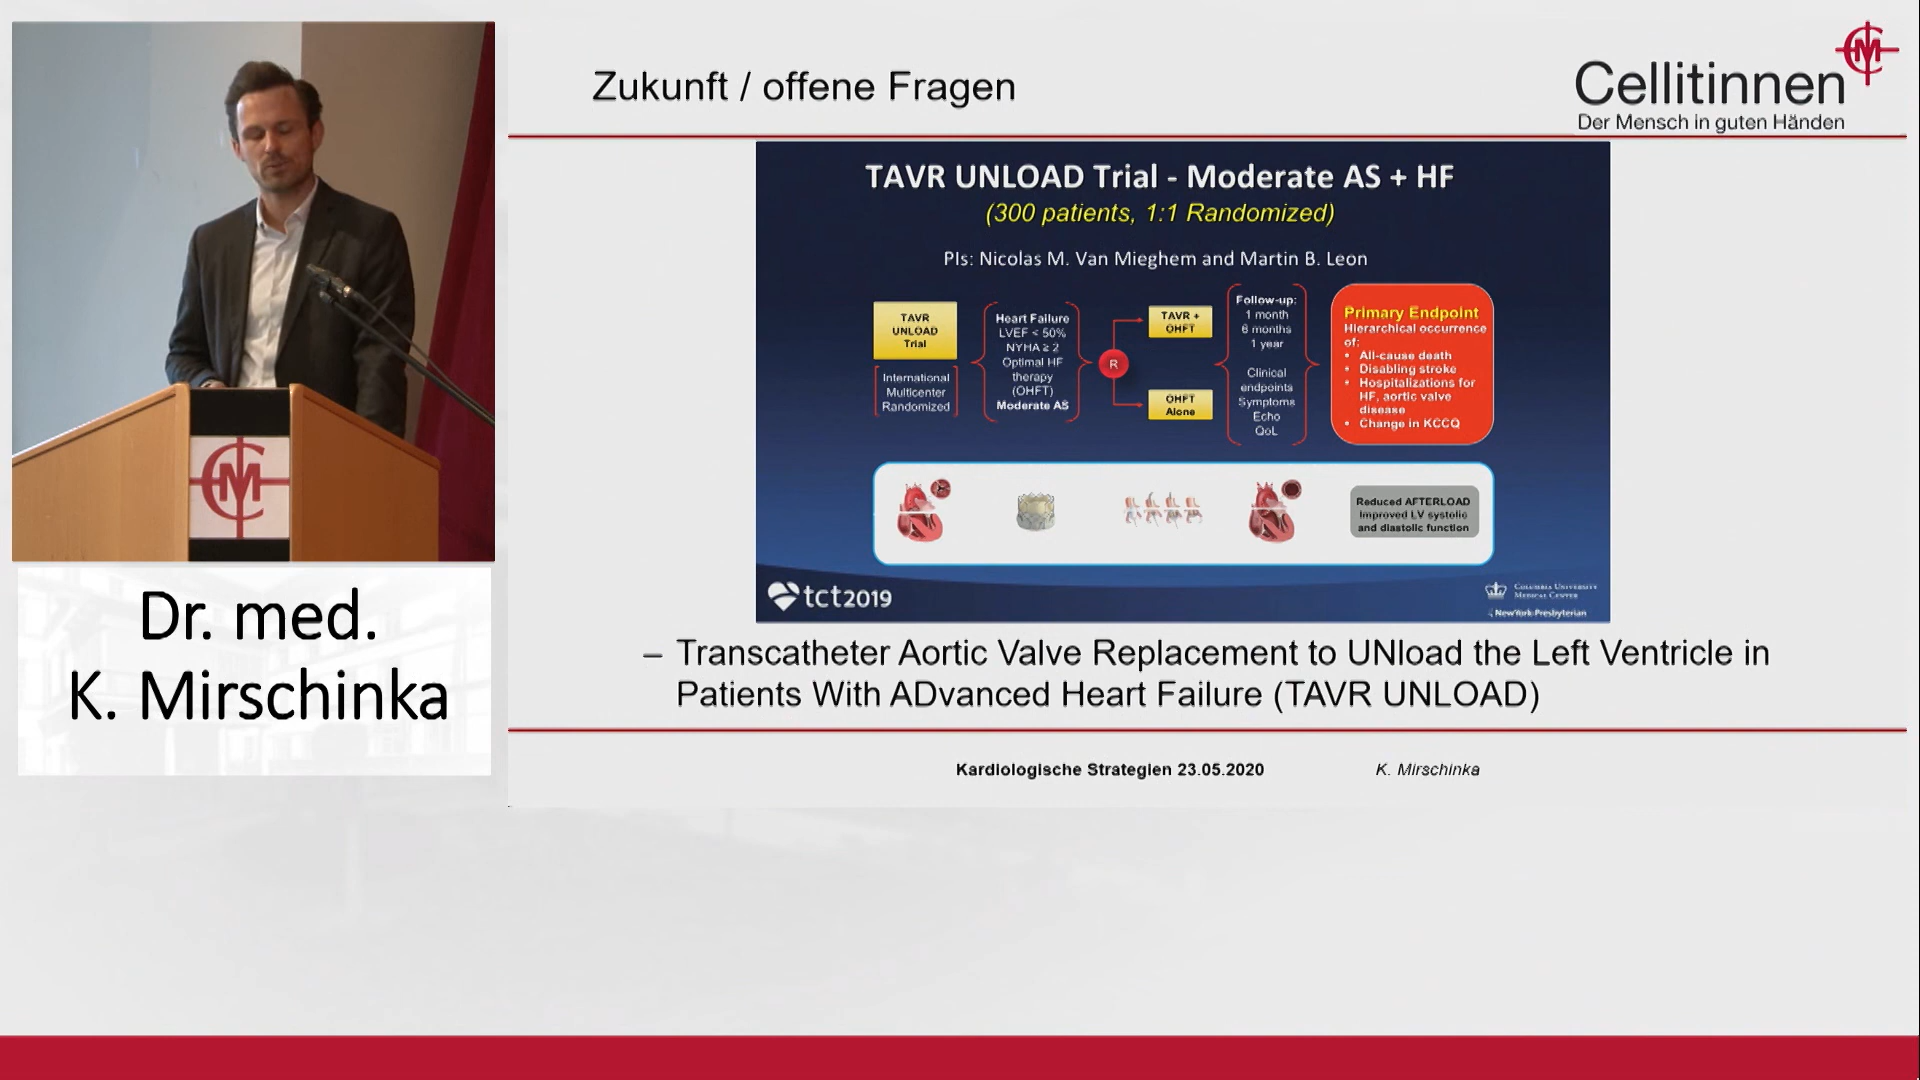 Zukunft / offene Fragen
Cellitinnen
Der Mensch in guten Händen
TAVR UNLOAD Trial - Moderate AS + HF
(300 patients, 1:1 Randomized)
PIs: Nicolas M. Van Mieghem and Martin B. Leon
TAVR
UNLOAD
Trial
International
Multicenter
Randomized
Heart Failure
LVEF < 50%
NYHA ≥ 2
Optimal HF
therapy
(OHFT)
Moderate AS
R
TAVR +
OHFT
OHFT
Alone
Follow-up:
1 month
6 months
1 year
Clinical
endpoints
Symptoms
Echo
QoL
Primary Endpoint
Hierarchical occurrence
of:
• All-cause death
• Disabling stroke
• Hospitalizations for
HF, aortic valve
disease
• Change in KCCQ
Reduced AFTERLOAD
Improved LV systolic
and diastolic function
tct2019
Columbia University
Medical Center
NewYork-Presbyterian
– Transcatheter Aortic Valve Replacement to UNload the Left Ventricle in
Patients With ADvanced Heart Failure (TAVR UNLOAD)
Kardiologische Strategien 23.05.2020
K. Mirschinka
Dr. med.
K. Mirschinka